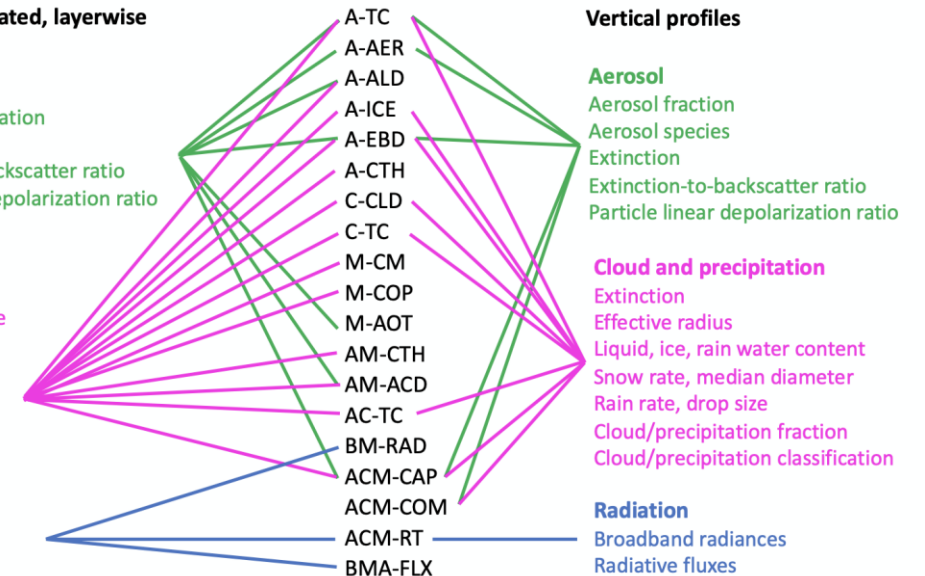 ated, layerwise
ation
ckscatter ratio
epolarization ratio
e
A-TC
A-AER
A-ALD
A-ICE
A-EBD
A-CTH
C-CLD
C-TC
M-CM
M-COP
M-AOT
AM-CTH
AM-ACD
AC-TC
BM-RAD
ACM-CAP
ACM-COM
ACM-RT
BMA-FLX
Vertical profiles
Aerosol
Aerosol fraction
Aerosol species
Extinction
Extinction-to-backscatter ratio
Particle linear depolarization ratio
Cloud and precipitation
Extinction
Effective radius
Liquid, ice, rain water content
Snow rate, median diameter
Rain rate, drop size
Cloud/precipitation fraction
Cloud/precipitation classification
Radiation
Broadband radiances
Radiative fluxes